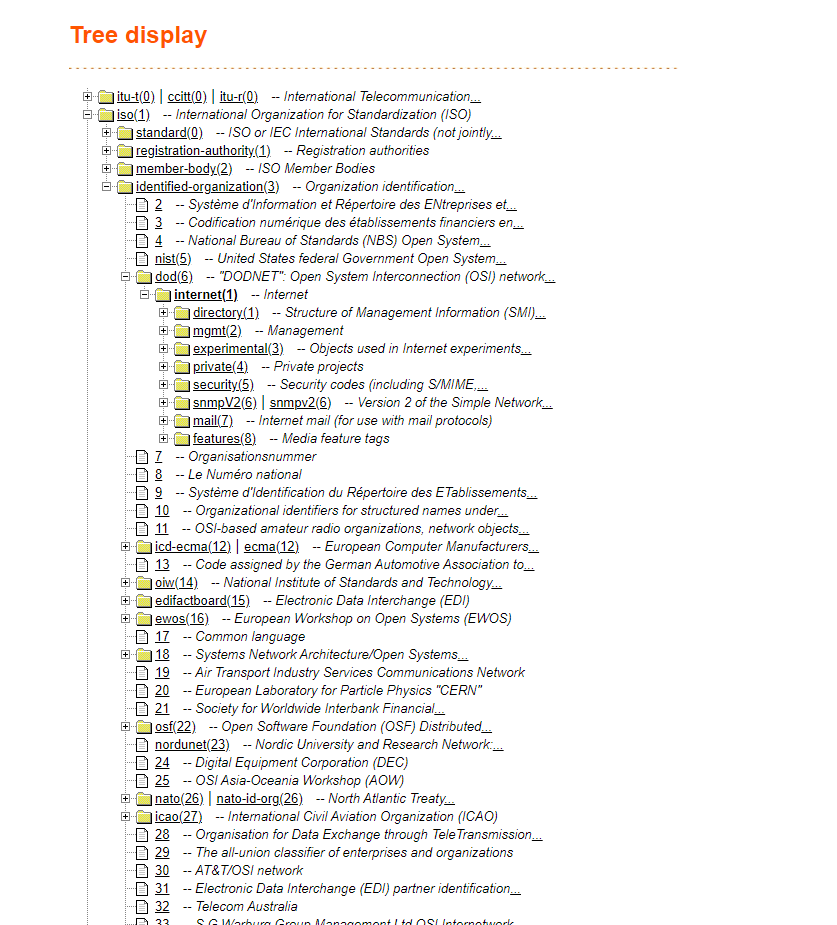 Tree display
itu-t(0) | ccitt(0) | itu-r(0) -- International Telecommunication...
iso(1) -- International Organization for Standardization (ISO)
standard(0) -- ISO or IEC International Standards (not jointly...
registration-authority(1) -- Registration authorities
member-body(2) -- ISO Member Bodies
identified-organization(3) -- Organization identification...
2 -- Système d'Information et Répertoire des ENtreprises et...
3 -- Codification numérique des établissements financiers en...
4 -- National Bureau of Standards (NBS) Open System...
nist(5) -- United States federal Government Open System...
dod(6) -- "DODNET": Open System Interconnection (OSI) network...
internet(1) -- Internet
directory(1) -- Structure of Management Information (SMI)...
mgmt(2) -- Management
experimental(3) -- Objects used in Internet experiments...
private(4) -- Private projects
security(5) -- Security codes (including S/MIME,...
snmpV2(6) | snmpv2(6) -- Version 2 of the Simple Network...
mail(7) -- Internet mail (for use with mail protocols)
features(8) -- Media feature tags
7 -- Organisationsnummer
8 -- Le Numéro national
9 -- Système d'Identification du Répertoire des ETablissements...
10 -- Organizational identifiers for structured names under...
11 -- OSI-based amateur radio organizations, network objects...
icd-ecma(12) | ecma(12) -- European Computer Manufacturers...
13 -- Code assigned by the German Automotive Association to...
oiw(14) -- National Institute of Standards and Technology...
edifactboard(15) -- Electronic Data Interchange (EDI)
ewos(16) -- European Workshop on Open Systems (EWOS)
17 -- Common language
18 -- Systems Network Architecture/Open Systems...
19 -- Air Transport Industry Services Communications Network
20 -- European Laboratory for Particle Physics "CERN"
21 -- Society for Worldwide Interbank Financial...
osf(22) -- Open Software Foundation (OSF) Distributed...
nordunet(23) -- Nordic University and Research Network:...
24 -- Digital Equipment Corporation (DEC)
25 -- OSI Asia-Oceania Workshop (AOW)
nato(26) | nato-id-org(26) -- North Atlantic Treaty...
icao(27) -- International Civil Aviation Organization (ICAO)
28 -- Organisation for Data Exchange through TeleTransmission...
29 -- The all-union classifier of enterprises and organizations
30 -- AT&T/OSI network
31 -- Electronic Data Interchange (EDI) partner identification...
32 -- Telecom Australia
33 -- S G Warburg Group Management Ltd OSI Internetwork